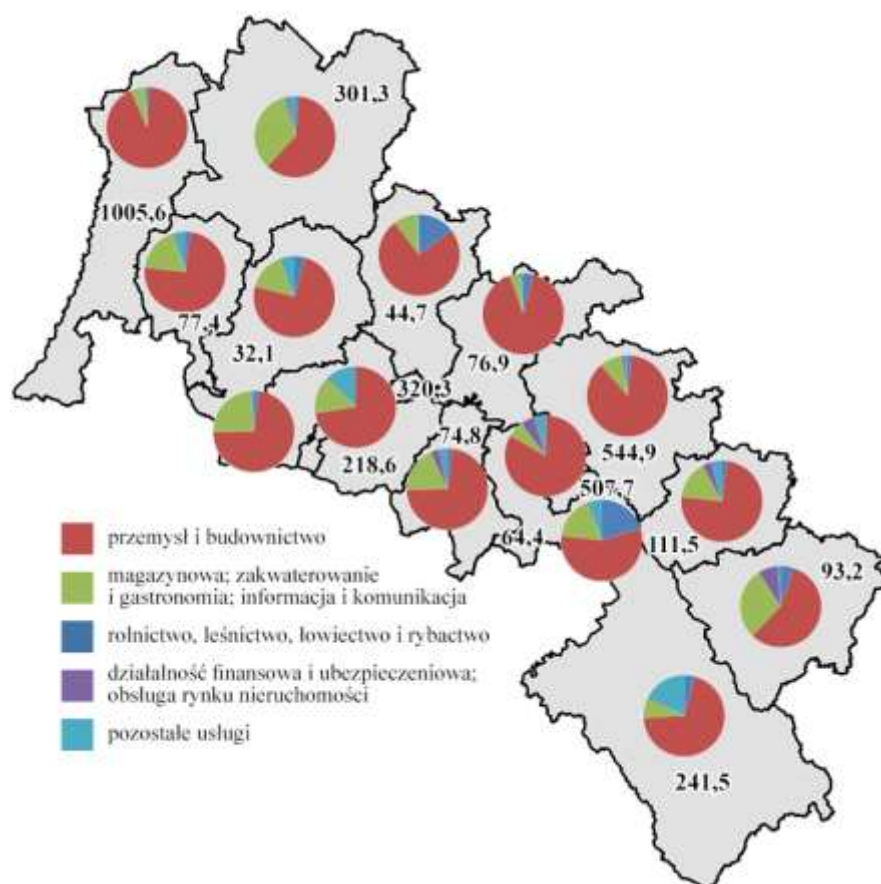 301,3
1005,6
77,4
32,1
44,7
76,9
320,3
74,8
218,6
544,9
507,7
64,4
111,5
93,2
241,5
przemysł i budownictwo
magazynowa; zakwaterowanie
i gastronomia; informacja i komunikacja
rolnictwo, leśnictwo, łowiectwo i rybactwo
działalność finansowa i ubezpieczeniowa;
obsługa rynku nieruchomości
pozostałe usługi